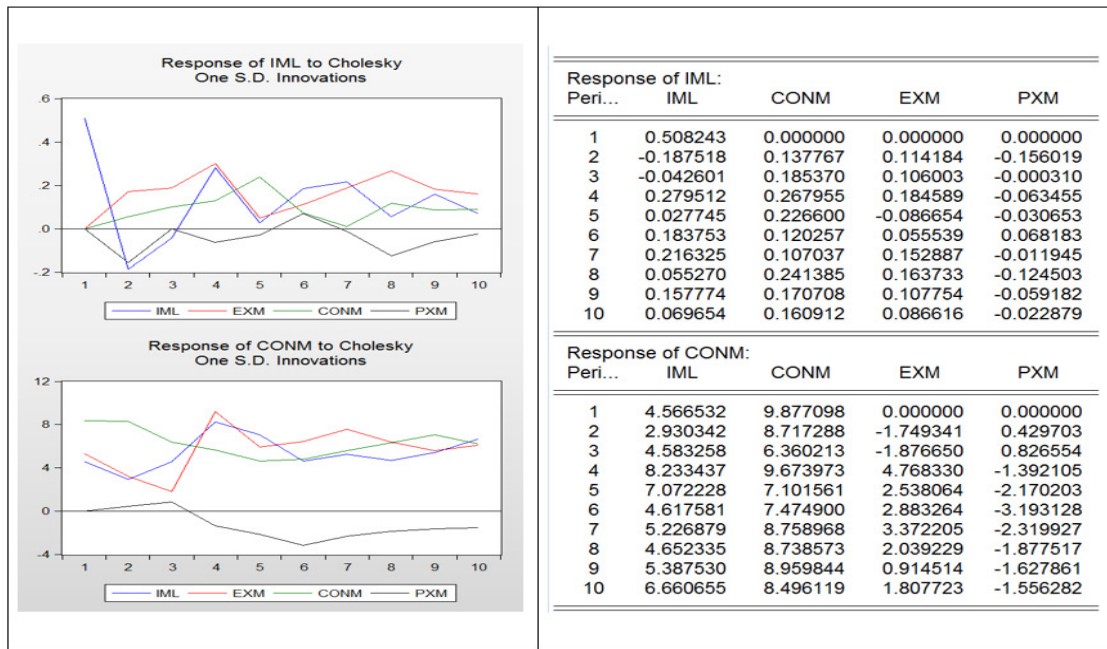 Response of IML to Cholesky
One S.D. Innovations
.6
.4
.2
.0
-.2
1 2 3 4 5 6 7 8 9 10
IML EXM CONM PXM
Response of CONM to Cholesky
One S.D. Innovations
12
8
4
0
-4
1 2 3 4 5 6 7 8 9 10
IML EXM CONM PXM
Response of IML:
Peri... IML CONM EXM PXM
1 0.508243 0.000000 0.000000 0.000000
2 -0.187518 0.137767 0.114184 -0.156019
3 -0.042601 0.185370 0.106003 -0.000310
4 0.279512 0.267955 0.184589 -0.063455
5 0.027745 0.226600 -0.086654 -0.030653
6 0.183753 0.120257 0.055539 0.068183
7 0.216325 0.107037 0.152887 -0.011945
8 0.055270 0.241385 0.163733 -0.124503
9 0.157774 0.170708 0.107754 -0.059182
10 0.069654 0.160912 0.086616 -0.022879
Response of CONM:
Peri... IML CONM EXM PXM
1 4.566532 9.877098 0.000000 0.000000
2 2.930342 8.717288 -1.749341 0.429703
3 4.583258 6.360213 -1.876650 0.826554
4 8.233437 9.673973 4.768330 -1.392105
5 7.072228 7.101561 2.538064 -2.170203
6 4.617581 7.474900 2.883264 -3.193128
7 5.226879 8.758968 3.372205 -2.319927
8 4.652335 8.738573 2.039229 -1.877517
9 5.387530 8.959844 0.914514 -1.627861
10 6.660655 8.496119 1.807723 -1.556282